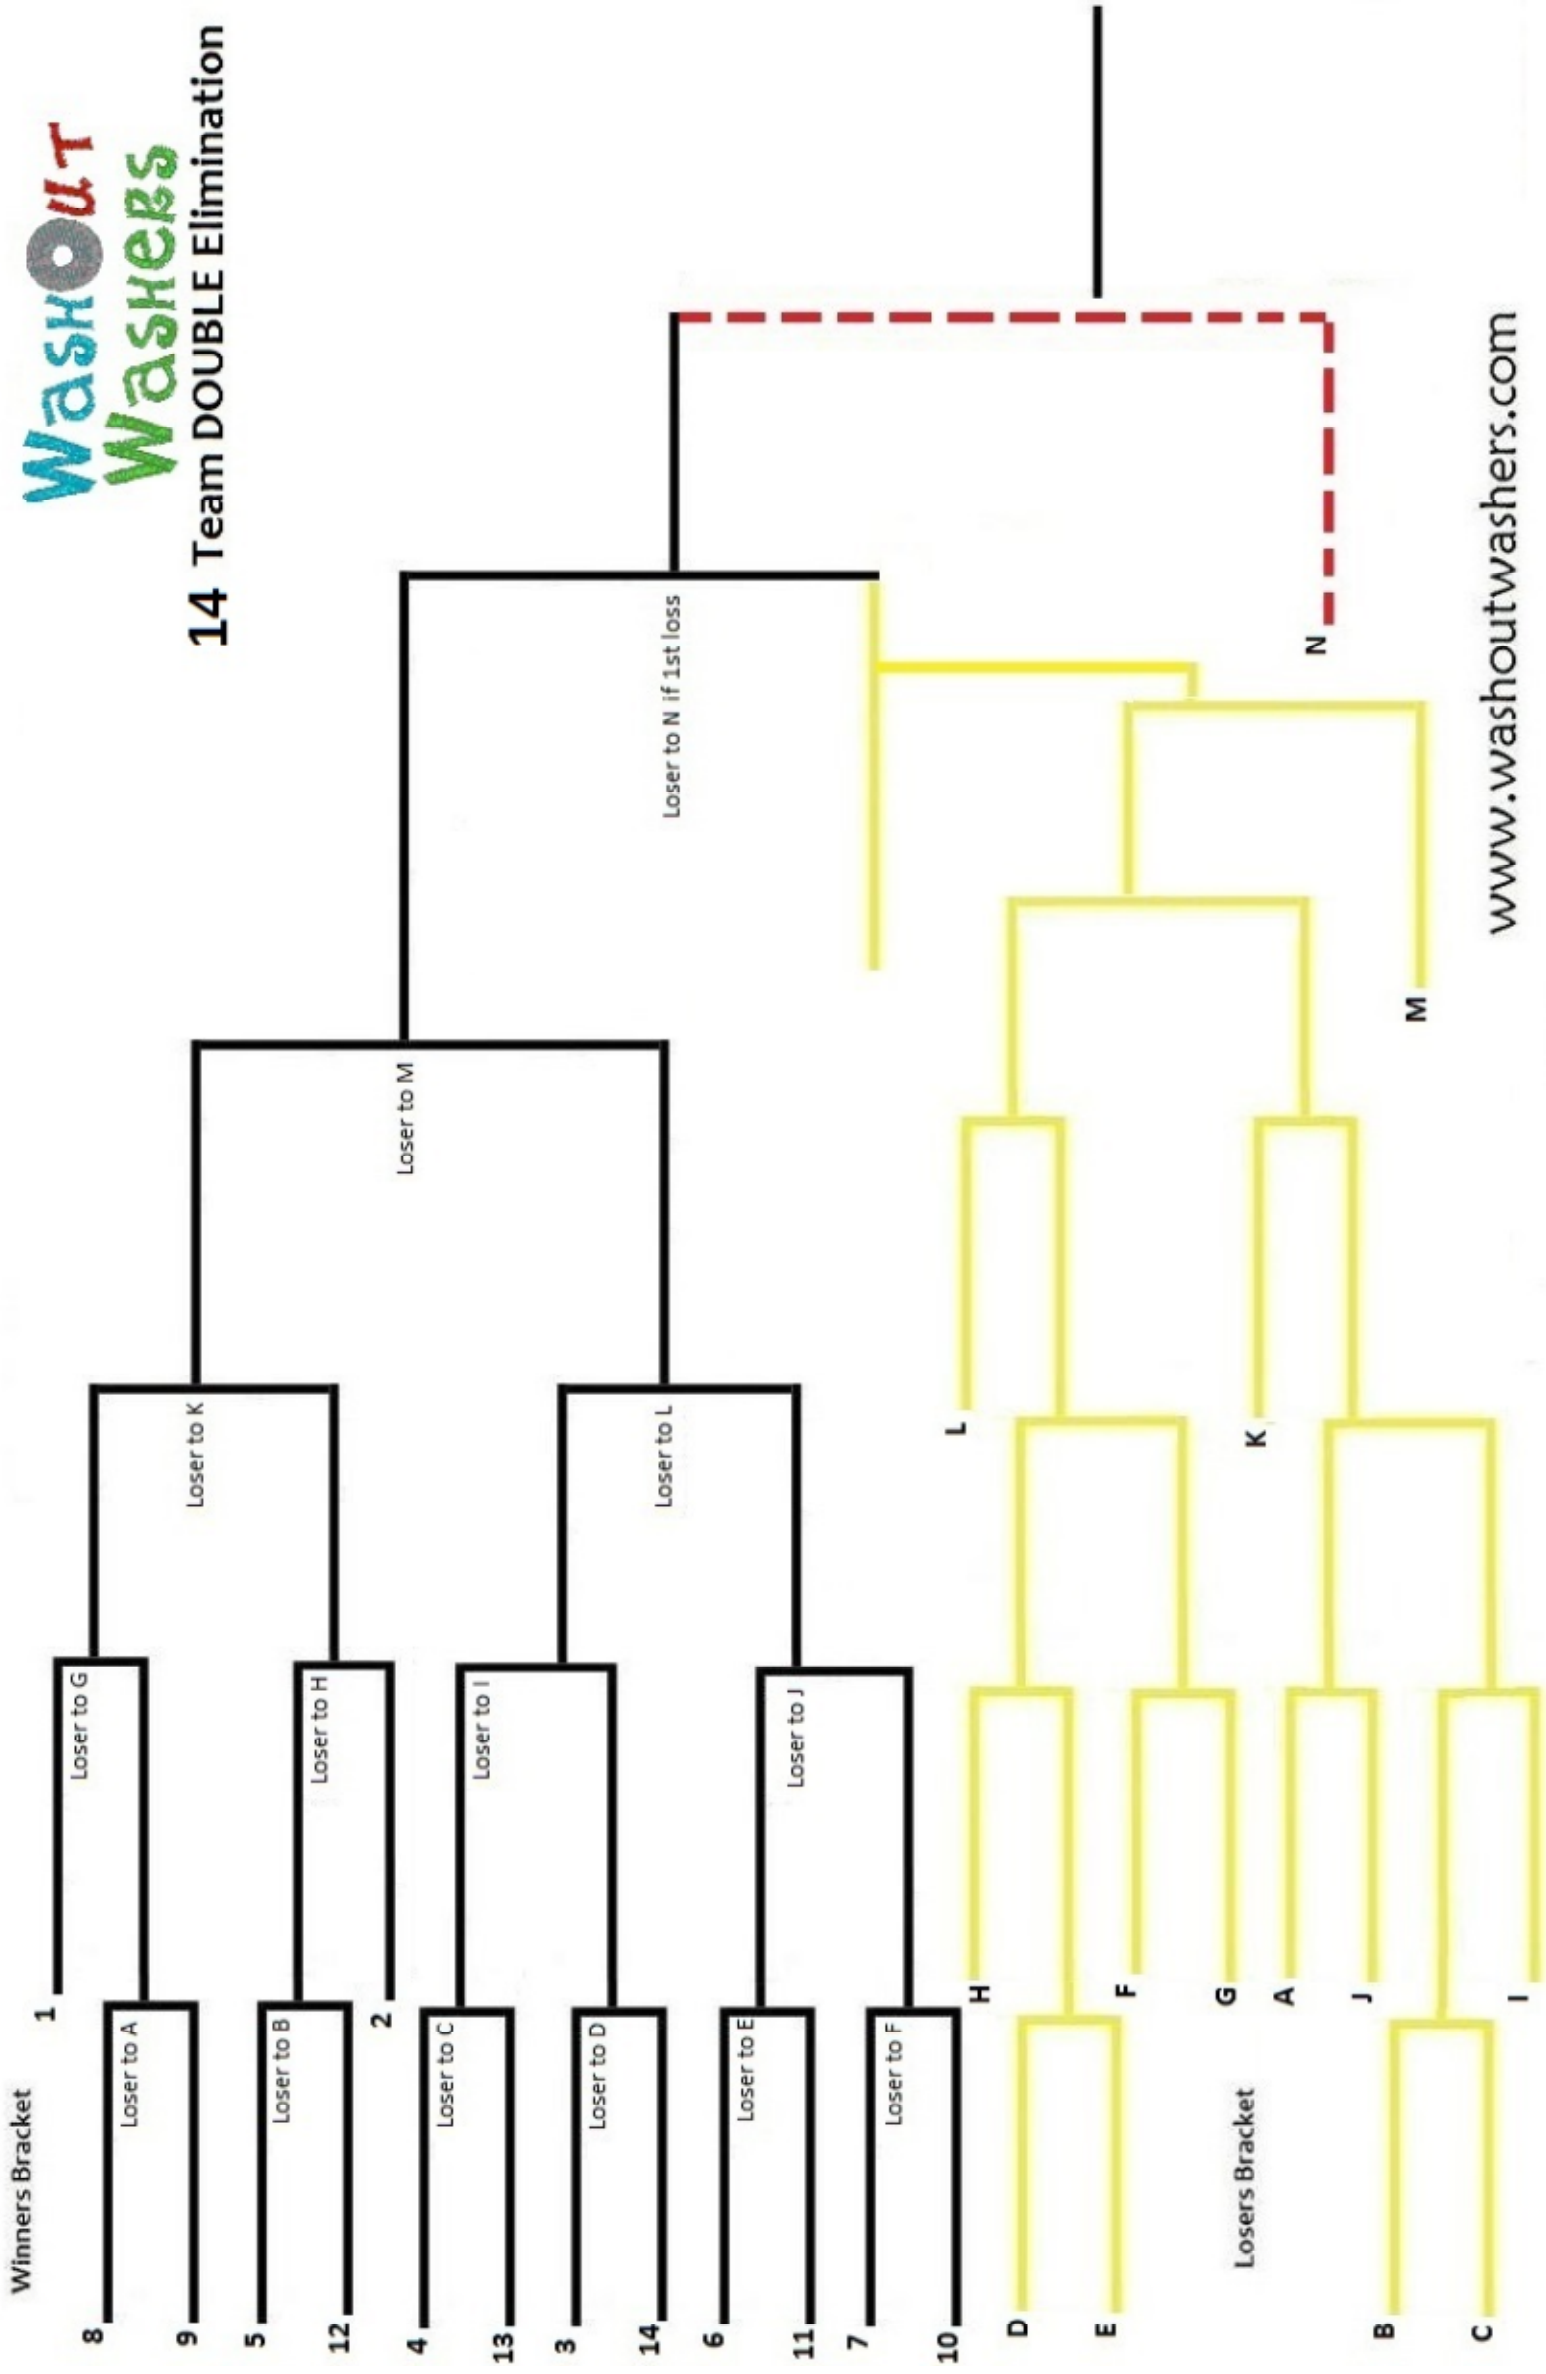 WashOut
Washers
14 Team DOUBLE Elimination
Winners Bracket
1
Loser to G
8
Loser to A
9
Loser to K
5
Loser to B
12
Loser to H
2
Loser to M
4
Loser to C
13
Loser to I
3
Loser to D
14
Loser to L
Loser to N if 1st loss
6
Loser to E
11
Loser to J
7
Loser to F
10
L
H
D
E
F
G
Losers Bracket
K
A
J
N
B
C
M
I
www.washoutwashers.com